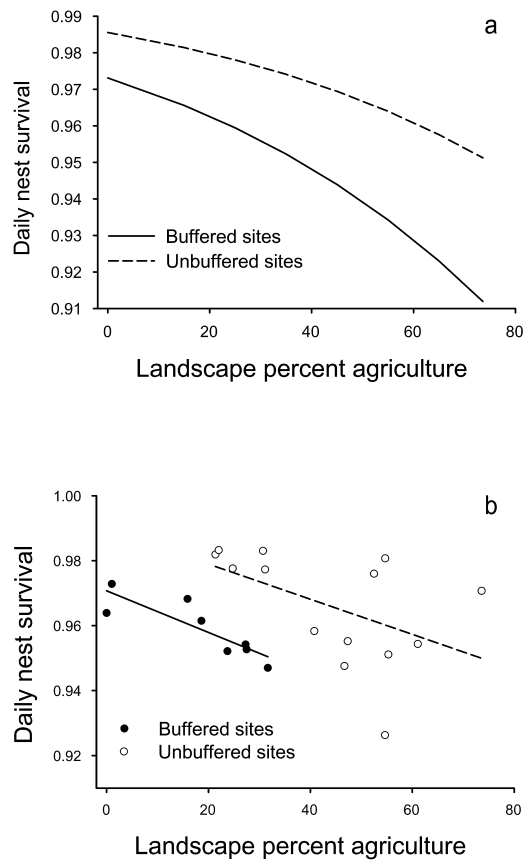 a
0.99
0.98
0.97
0.96
0.95
0.94
0.93
0.92
0.91
Daily nest survival
Buffered sites
Unbuffered sites
0 20 40 60 80
Landscape percent agriculture
b
1.00
0.98
0.96
0.94
0.92
Daily nest survival
Buffered sites
Unbuffered sites
0 20 40 60 80
Landscape percent agriculture